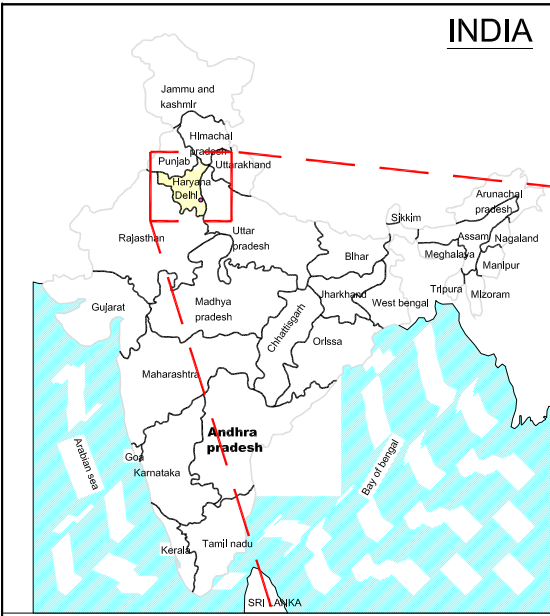 INDIA
Jammu and
kashmIr
HImachal
pradesh
Punjab
Uttarakhand
Haryana
DelhI
Arunachal
pradesh
SIkkIm
Assam
Nagaland
Meghalaya
ManIpur
TrIpura
MIzoram
Rajasthan
Uttar
pradesh
BIhar
Jharkhand
West bengal
Gujarat
Madhya
pradesh
Chhattisgarh
OrIssa
Maharashtra
Andhra
pradesh
Arabian sea
Goa
Karnataka
Bay of bengal
Kerala
TamIl nadu
SRI LANKA